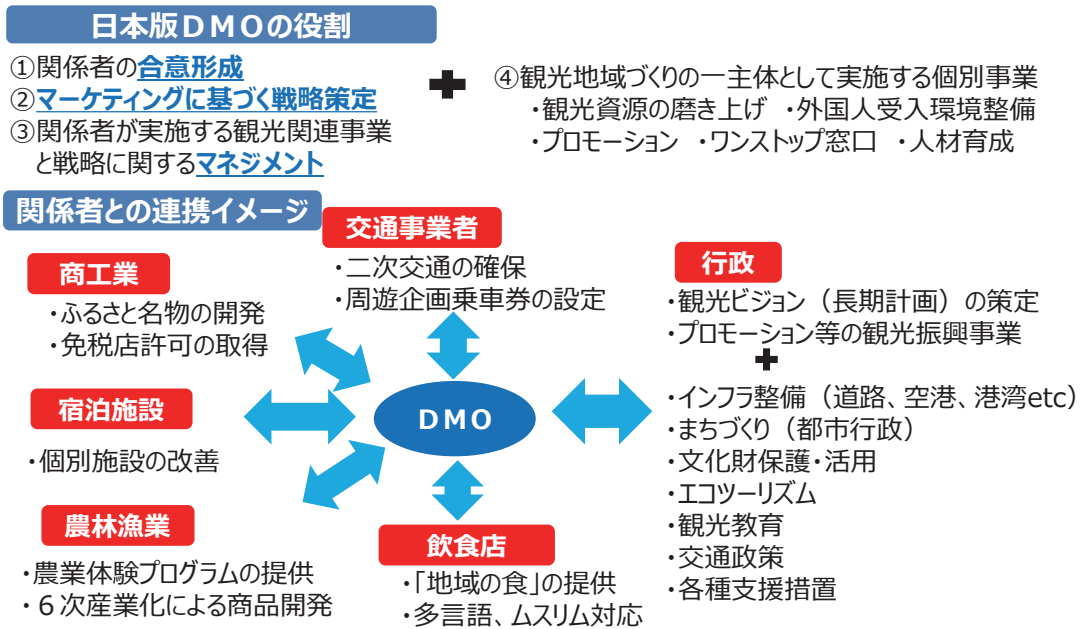 日本版ＤＭＯの役割
①関係者の合意形成
②マーケティングに基づく戦略策定
③関係者が実施する観光関連事業
と戦略に関するマネジメント
④観光地域づくりの一主体として実施する個別事業
・観光資源の磨き上げ ・外国人受入環境整備
・プロモーション ・ワンストップ窓口 ・人材育成
関係者との連携イメージ
交通事業者
・二次交通の確保
・周遊企画乗車券の設定
商工業
・ふるさと名物の開発
・免税店許可の取得
宿泊施設
・個別施設の改善
農林漁業
・農業体験プログラムの提供
・６次産業化による商品開発
ＤＭＯ
飲食店
・「地域の食」の提供
・多言語、ムスリム対応
行政
・観光ビジョン（長期計画）の策定
・プロモーション等の観光振興事業
・インフラ整備（道路、空港、港湾etc）
・まちづくり（都市行政）
・文化財保護・活用
・エコツーリズム
・観光教育
・交通政策
・各種支援措置